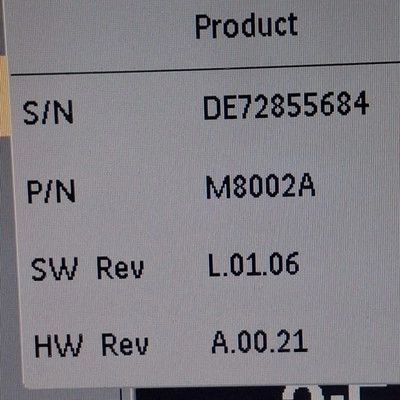 Product
S/N DE72855684
P/N M8002A
SW Rev L.01.06
HW Rev A.00.21